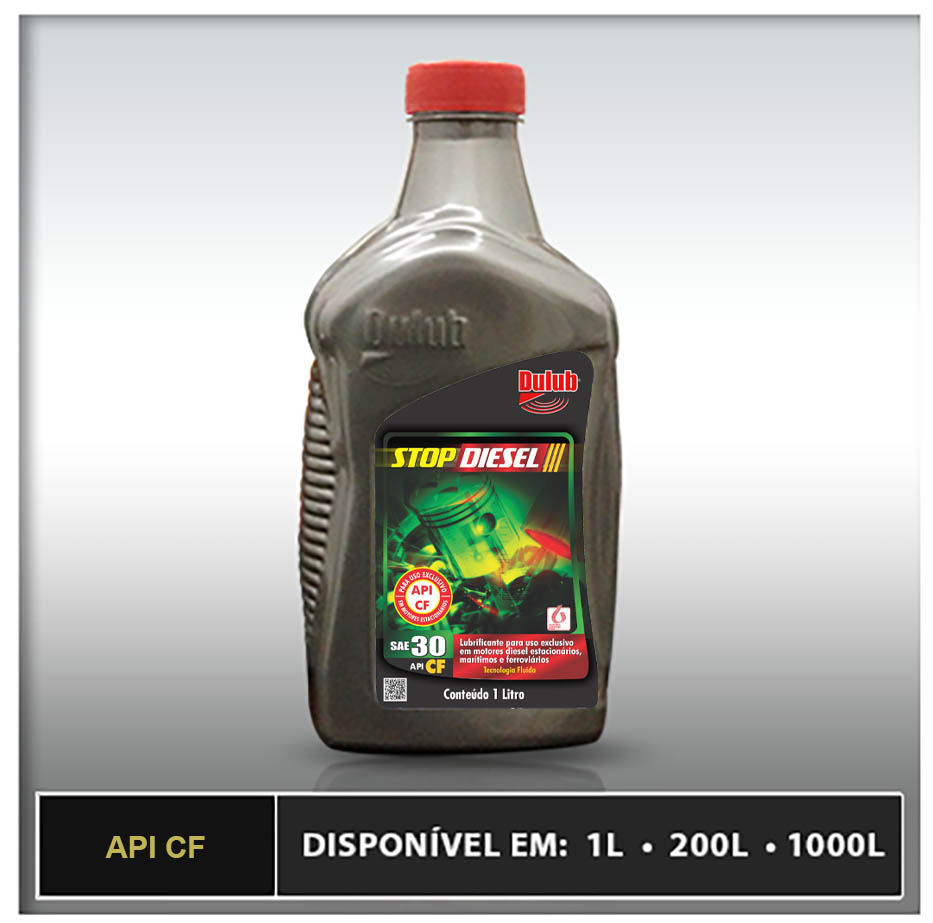 Dulub
Dulub
STOP DIESEL
PARA USO EXCLUSIVO
API
CF
EM MOTORES ESTACIONÁRIOS
SAE 30
API CF
Lubrificante para uso exclusivo
em motores diesel estacionários,
marítimos e ferroviários
Tecnologia Fluida
Conteúdo 1 Litro
API CF
DISPONÍVEL EM: 1L • 200L • 1000L